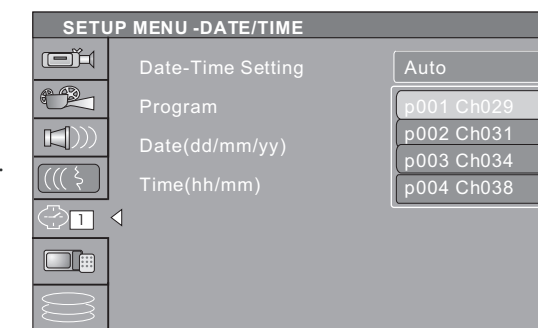 SETUP MENU -DATE/TIME
Date-Time Setting Auto
Program p001 Ch029
p002 Ch031
Date(dd/mm/yy) p003 Ch034
Time(hh/mm) p004 Ch038
1